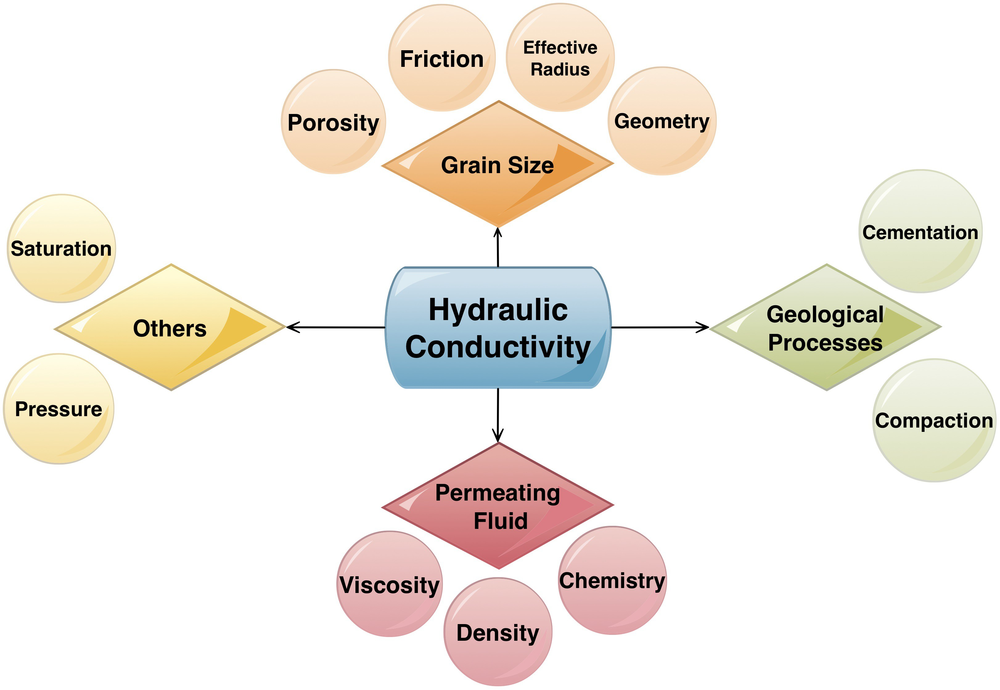 Friction
Effective
Radius
Porosity
Geometry
Grain Size
Cementation
Saturation
Hydraulic
Conductivity
Geological
Processes
Others
Pressure
Compaction
Permeating
Fluid
Viscosity
Chemistry
Density